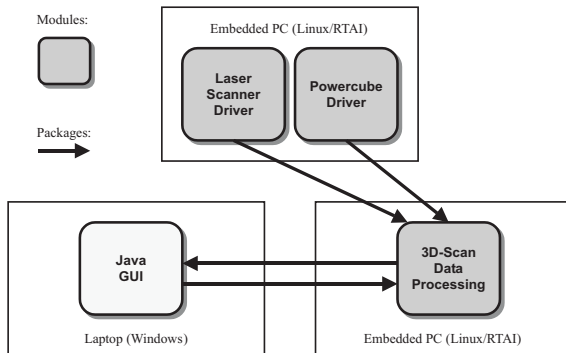 Modules:
Packages:
Embedded PC (Linux/RTAI)
Laser
Scanner
Driver
Powercube
Driver
Java
GUI
Laptop (Windows)
3D-Scan
Data
Processing
Embedded PC (Linux/RTAI)